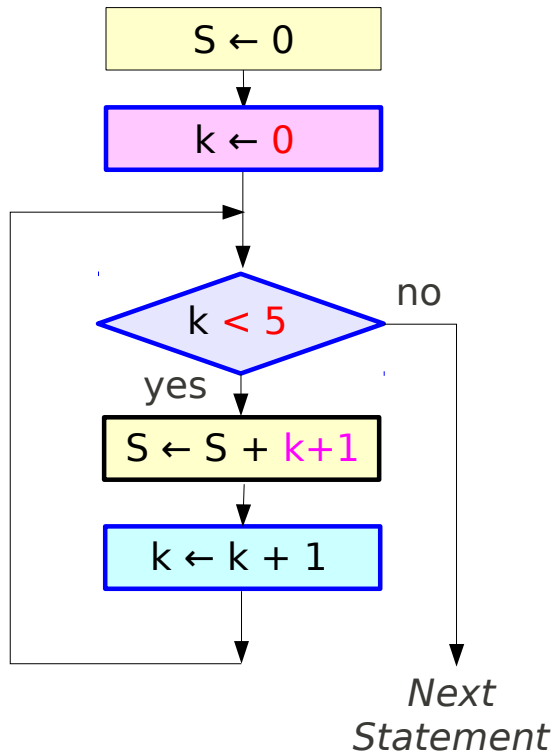 S ← 0
k ← 0
k < 5
no
yes
S ← S + k+1
k ← k + 1
Next
Statement